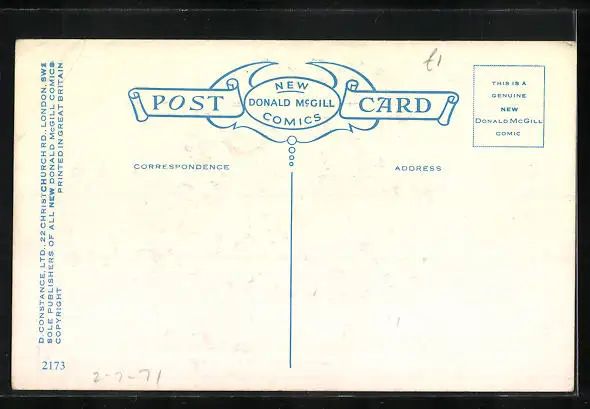 £1
NEW
POST DONALD McGILL CARD
COMICS
THIS IS A
GENUINE
NEW
DONALD McGILL
COMIC
CORRESPONDENCE
ADDRESS
D. CONSTANCE, LTD., 22 CHRISTCHURCH RD., LONDON, SW2
SOLE PUBLISHERS OF ALL NEW DONALD McGILL COMICS
COPYRIGHT PRINTED IN GREAT BRITAIN
2173
2-7-71